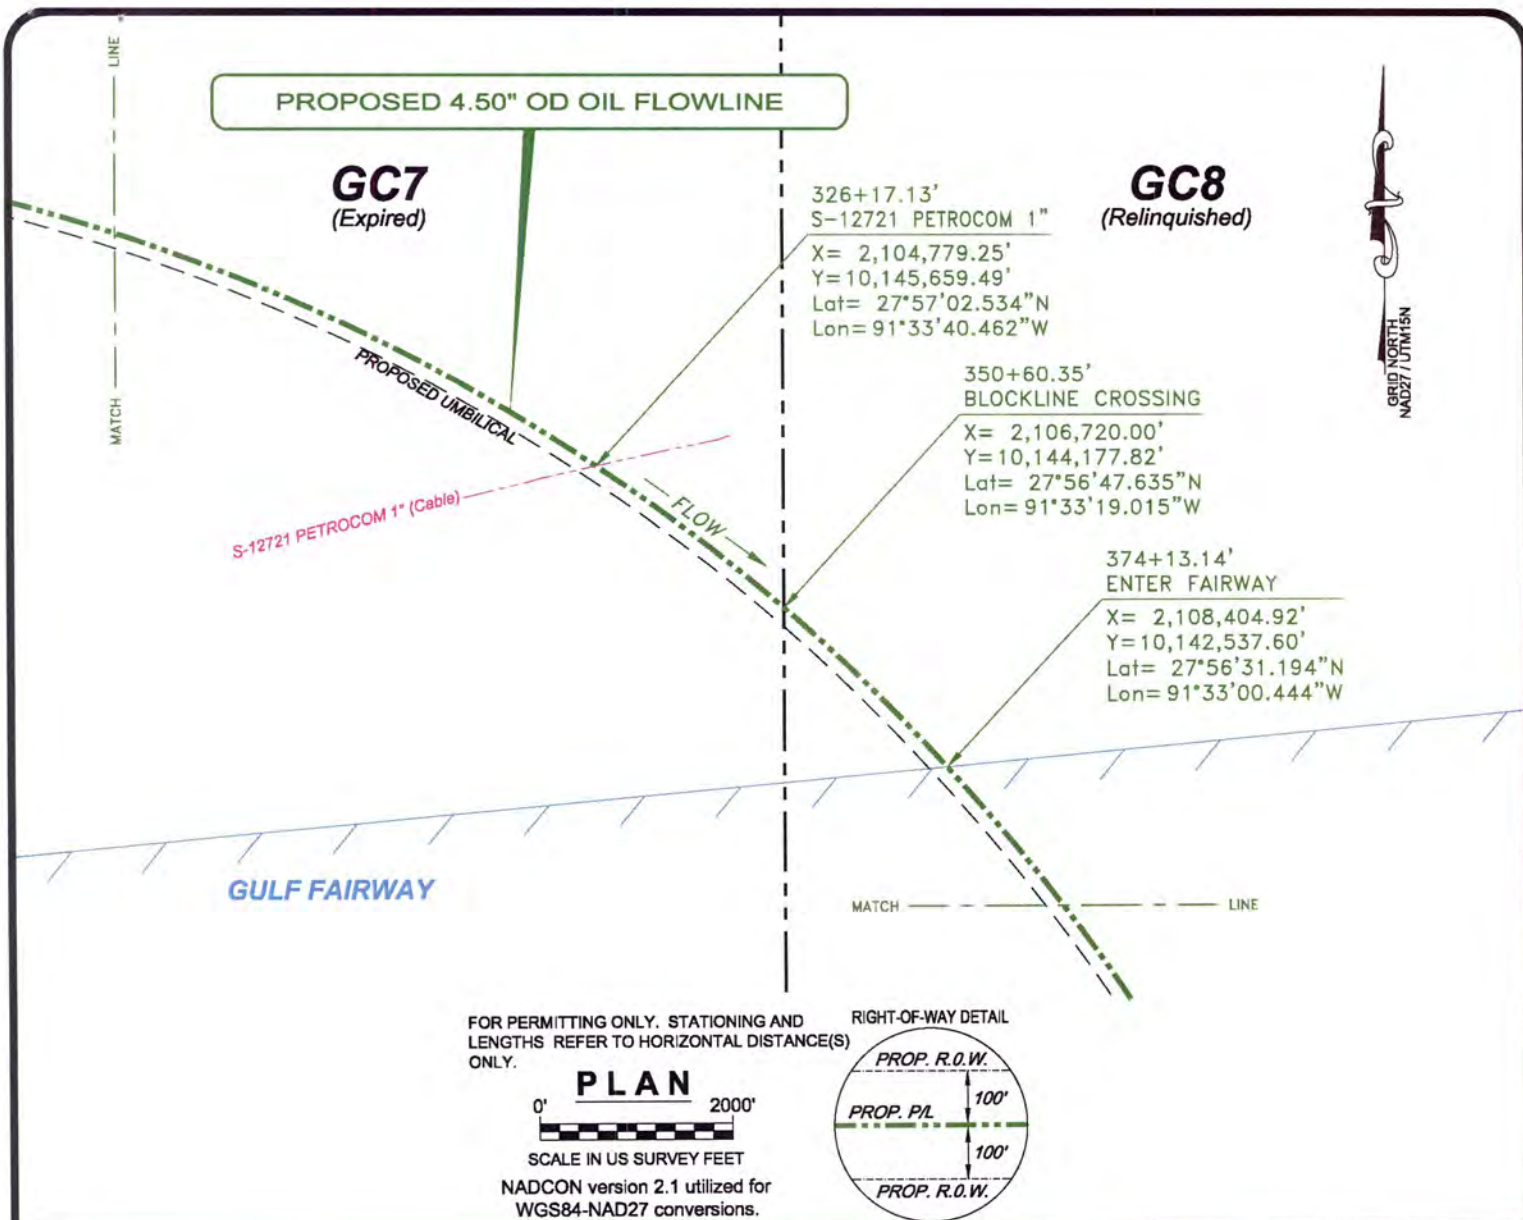 LINE
MATCH
PROPOSED 4.50" OD OIL FLOWLINE
GC7
(Expired)
GC8
(Relinquished)
326+17.13'
S-12721 PETROCOM 1"
X= 2,104,779.25'
Y=10,145,659.49'
Lat= 27°57'02.534"N
Lon= 91°33'40.462"W
GRID NORTH
NAD27 / UTM15N
PROPOSED UMBILICAL
350+60.35'
BLOCKLINE CROSSING
X= 2,106,720.00'
Y=10,144,177.82'
Lat= 27°56'47.635"N
Lon= 91°33'19.015"W
S-12721 PETROCOM 1" (Cable)
FLOW
374+13.14'
ENTER FAIRWAY
X= 2,108,404.92'
Y=10,142,537.60'
Lat= 27°56'31.194"N
Lon= 91°33'00.444"W
GULF FAIRWAY
MATCH LINE
FOR PERMITTING ONLY. STATIONING AND
LENGTHS REFER TO HORIZONTAL DISTANCE(S)
ONLY.
PLAN
0' 2000'
SCALE IN US SURVEY FEET
NADCON version 2.1 utilized for
WGS84-NAD27 conversions.
RIGHT-OF-WAY DETAIL
PROP. R.O.W.
100'
PROP. P/L
100'
PROP. R.O.W.